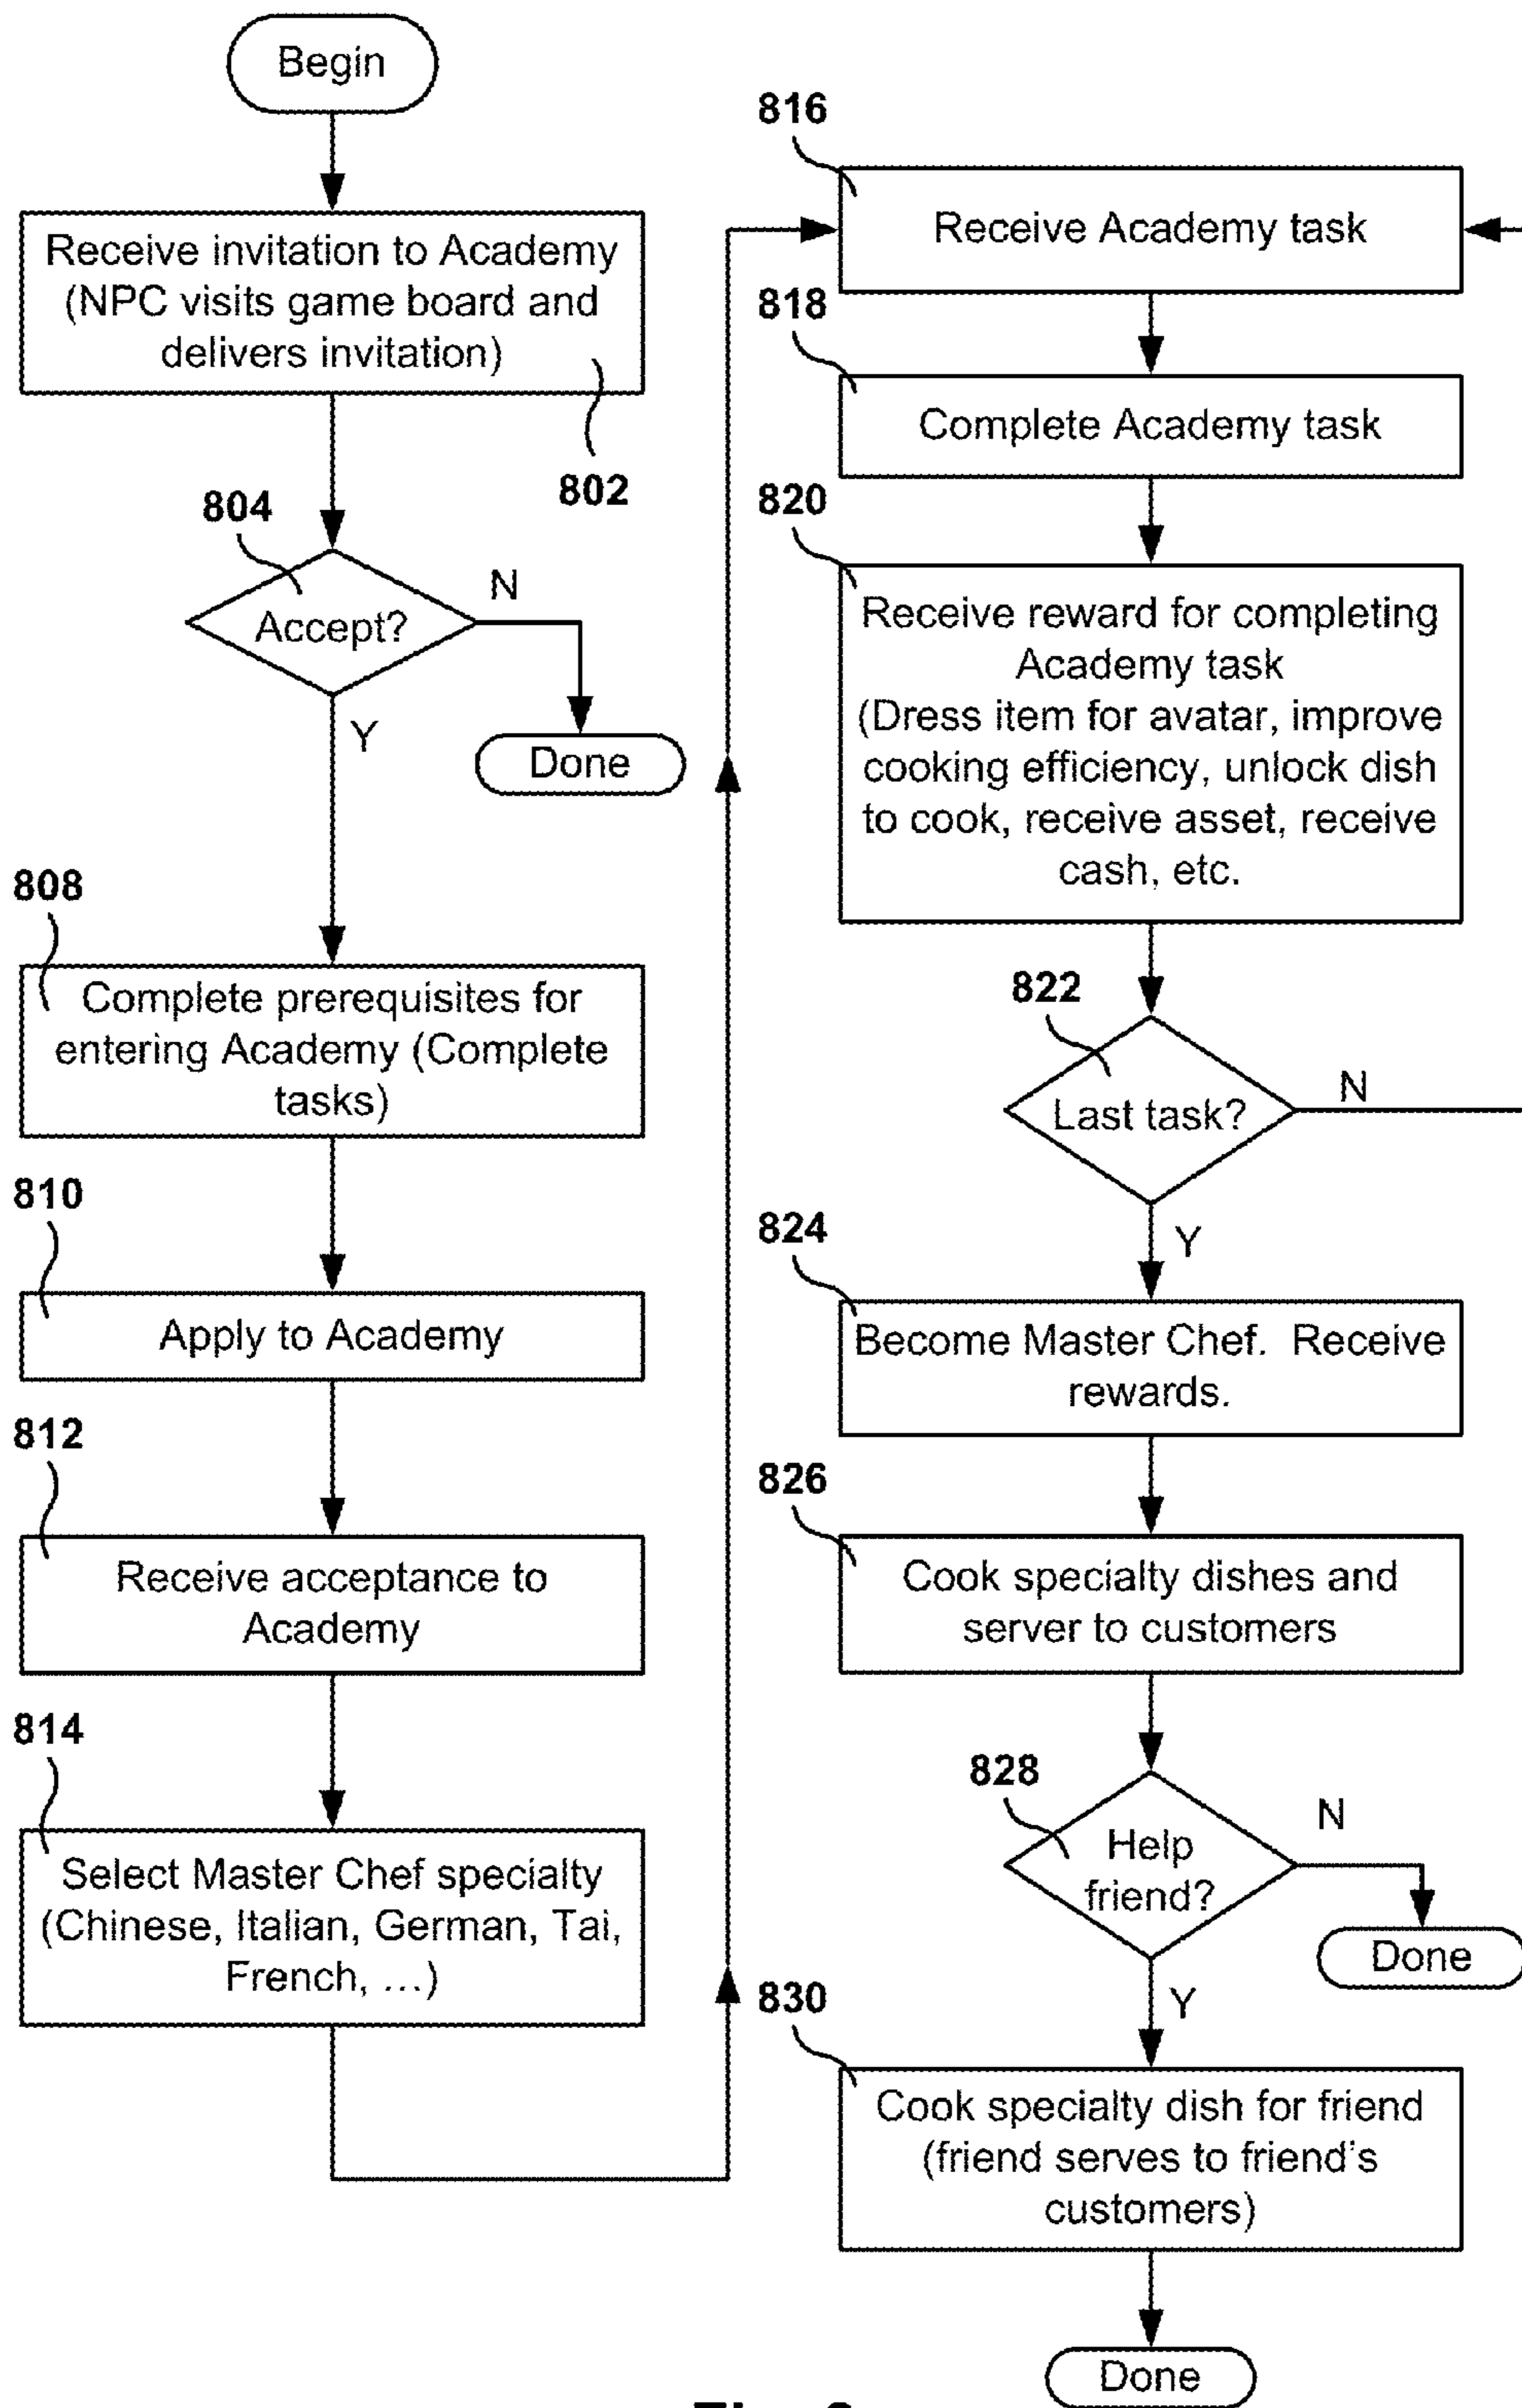 Begin
Receive invitation to Academy
(NPC visits game board and
delivers invitation)
802
804
Accept?
N
Y
Done
808
Complete prerequisites for
entering Academy (Complete
tasks)
810
Apply to Academy
812
Receive acceptance to
Academy
814
Select Master Chef specialty
(Chinese, Italian, German, Tai,
French, ...)
816
Receive Academy task
818
Complete Academy task
820
Receive reward for completing
Academy task
(Dress item for avatar, improve
cooking efficiency, unlock dish
to cook, receive asset, receive
cash, etc.
822
Last task?
N
Y
824
Become Master Chef. Receive
rewards.
826
Cook specialty dishes and
server to customers
828
Help
friend?
N
Done
Y
830
Cook specialty dish for friend
(friend serves to friend's
customers)
Done